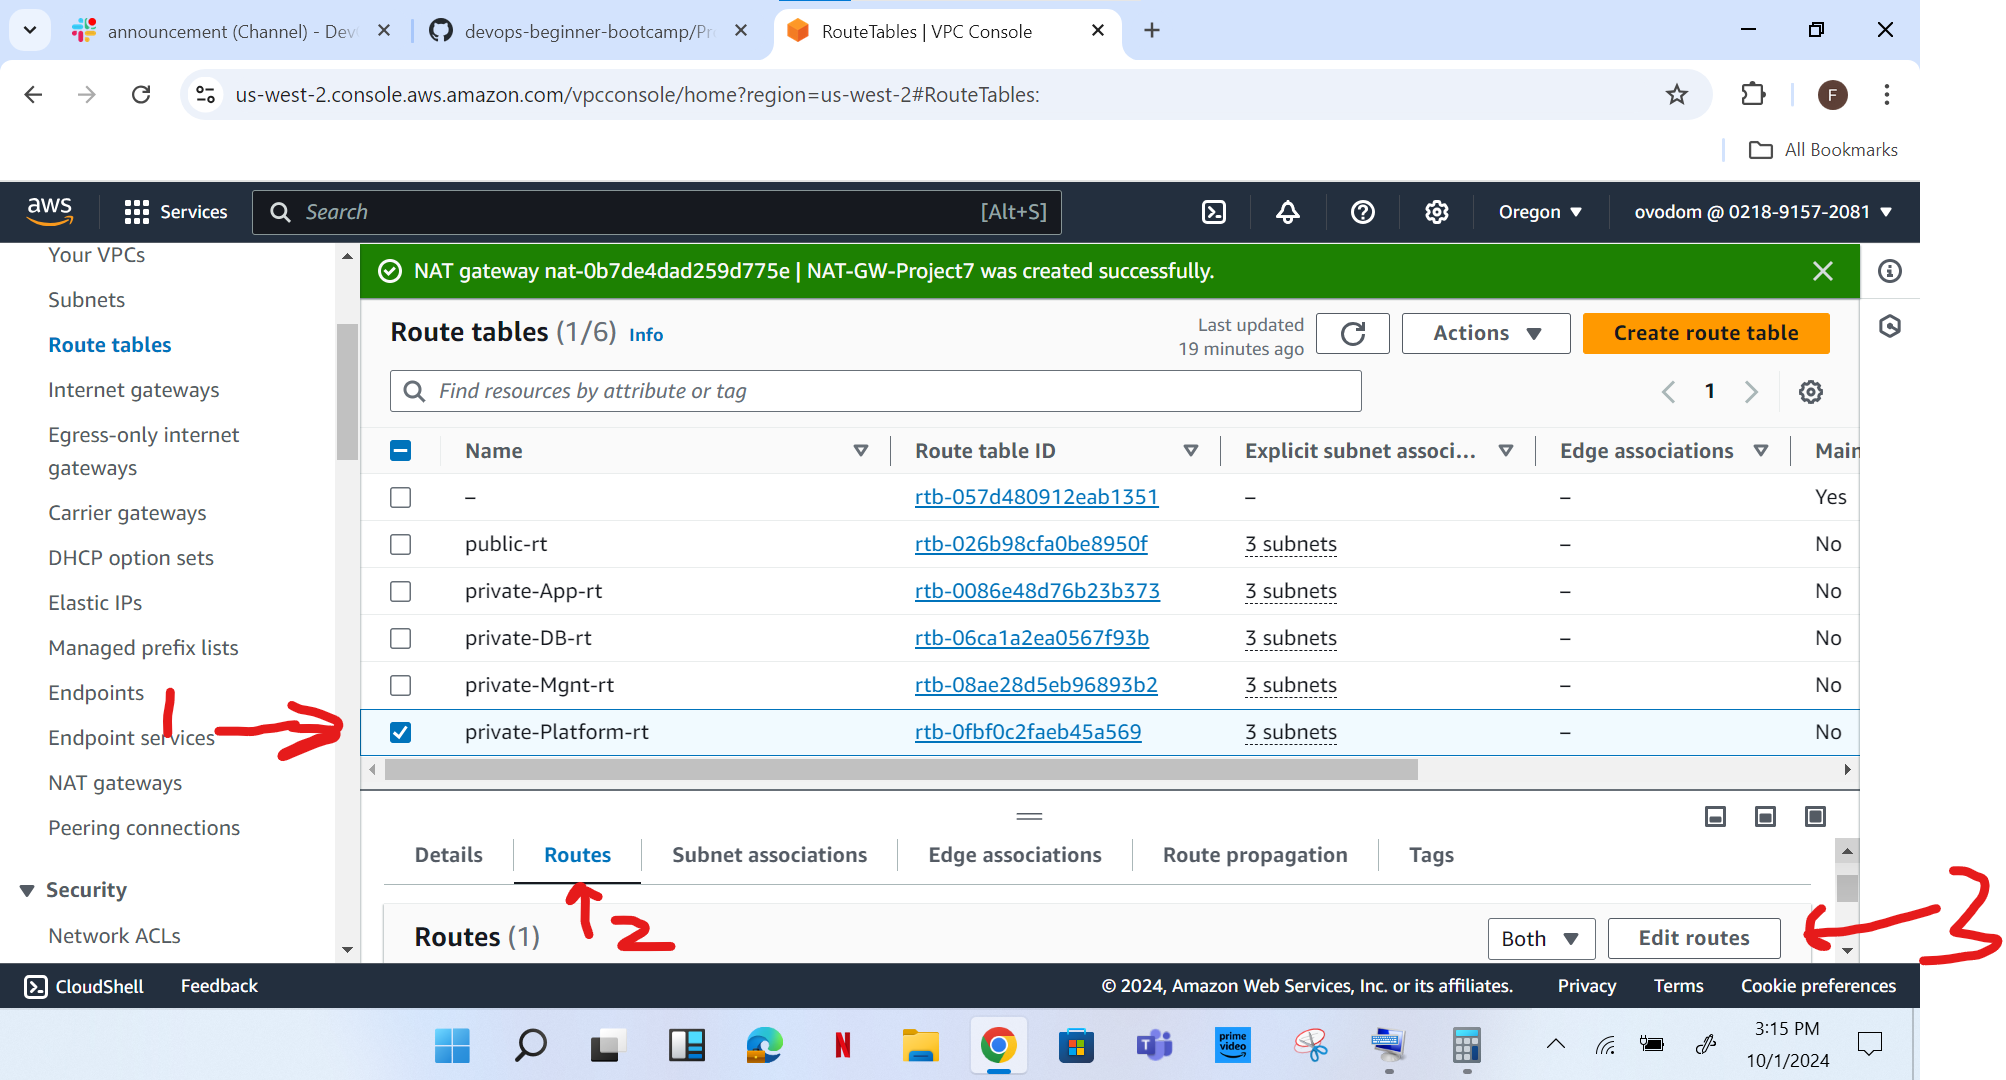 announcement (Channel) - Dev
devops-beginner-bootcamp/Pr
RouteTables | VPC Console
us-west-2.console.aws.amazon.com/vpcconsole/home?region=us-west-2#RouteTables:
F
All Bookmarks
aws
Services
Search
[Alt+S]
Oregon
ovodom @ 0218-9157-2081
Your VPCs
Subnets
Route tables
Internet gateways
Egress-only internet
gateways
Carrier gateways
DHCP option sets
Elastic IPs
Managed prefix lists
Endpoints
Endpoint services
NAT gateways
Peering connections
Security
Network ACLs
1
NAT gateway nat-0b7de4dad259d775e | NAT-GW-Project7 was created successfully.
Route tables (1/6) Info
Last updated
19 minutes ago
Actions
Create route table
Find resources by attribute or tag
1
Name Route table ID Explicit subnet associ... Edge associations Main
– rtb-057d480912eab1351 – – Yes
public-rt rtb-026b98cfa0be8950f 3 subnets – No
private-App-rt rtb-0086e48d76b23b373 3 subnets – No
private-DB-rt rtb-06ca1a2ea0567f93b 3 subnets – No
private-Mgnt-rt rtb-08ae28d5eb96893b2 3 subnets – No
private-Platform-rt rtb-0fbf0c2faeb45a569 3 subnets – No
Details Routes Subnet associations Edge associations Route propagation Tags
2
Routes (1)
Both
Edit routes
3
CloudShell Feedback
© 2024, Amazon Web Services, Inc. or its affiliates. Privacy Terms Cookie preferences
N
T
prime
video
3:15 PM
10/1/2024